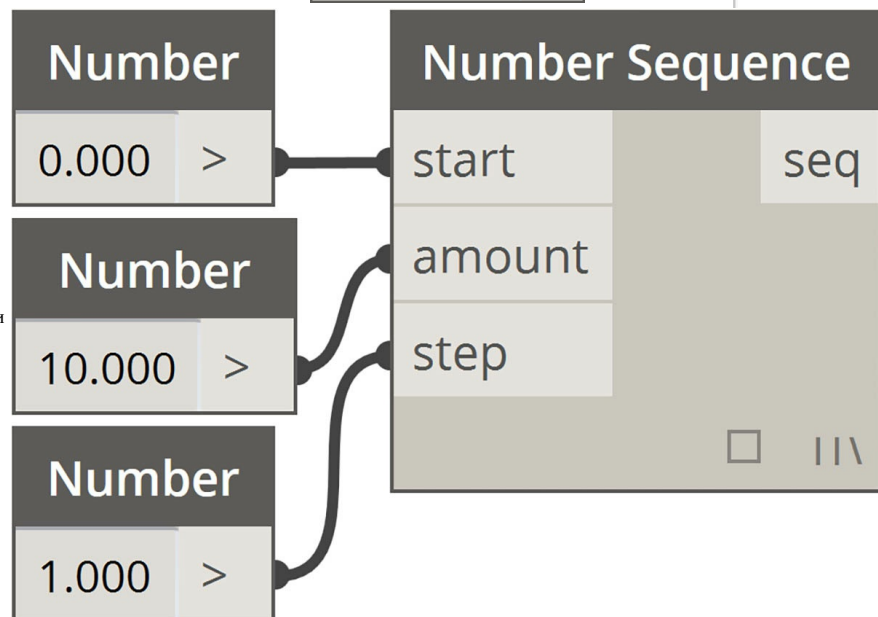 Number
0.000 >
Number
10.000 >
Number
1.000 >
Number Sequence
start
amount
step
seq
и